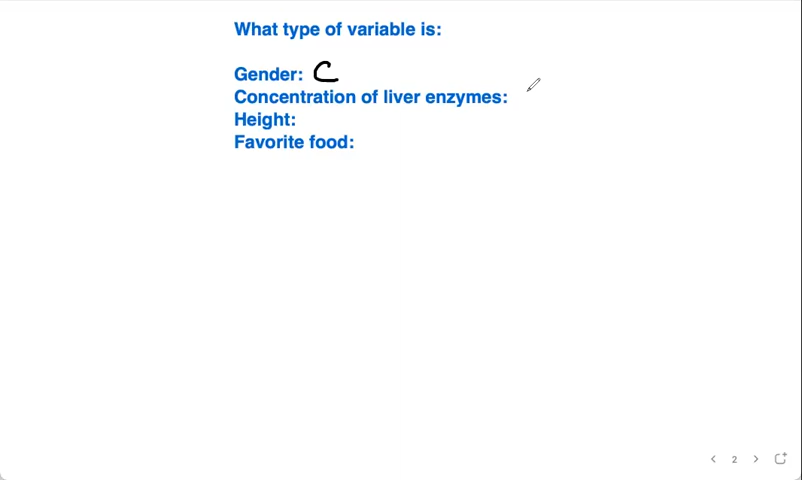 What type of variable is:
Gender: C
Concentration of liver enzymes:
Height:
Favorite food:
2